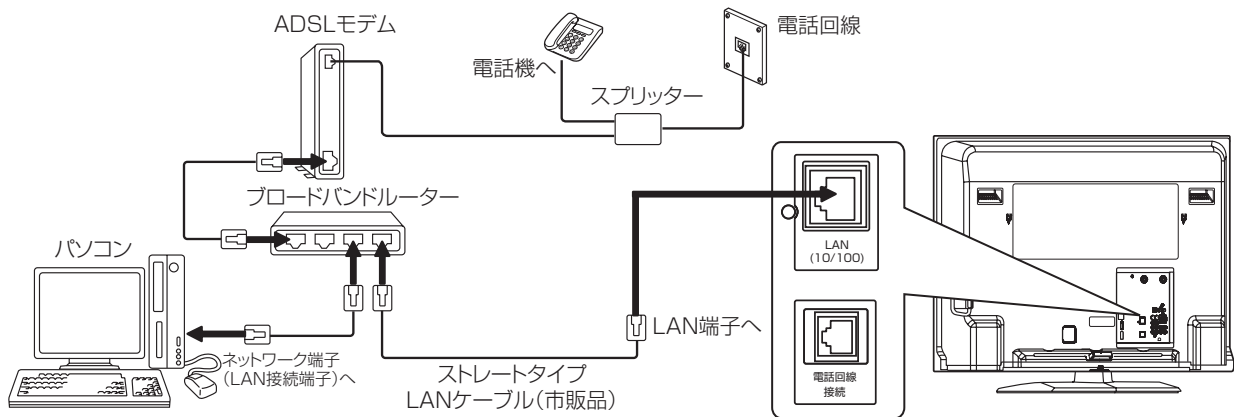 ADSLモデム
電話機へ
電話回線
スプリッター
ブロードバンドルーター
パソコン
ネットワーク端子
(LAN接続端子)へ
ストレートタイプ
LANケーブル(市販品)
LAN端子へ
LAN
(10/100)
電話回線
接続